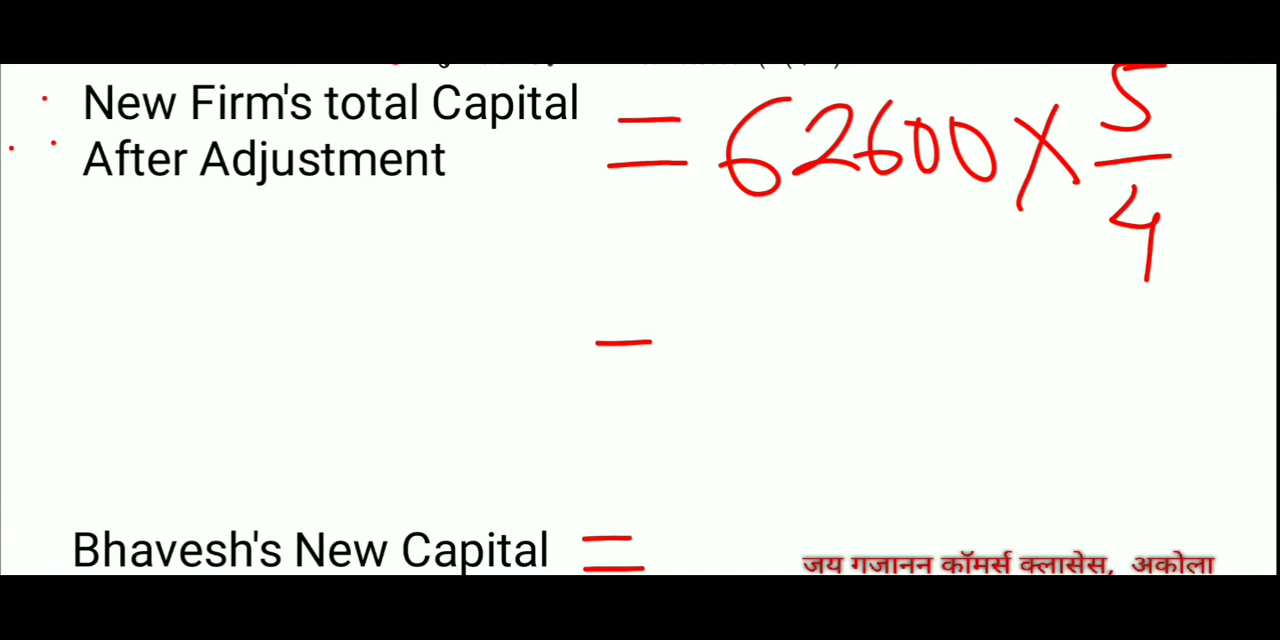 New Firm's total Capital
After Adjustment = 62600 X 5/4
=
Bhavesh's New Capital =
जय गजानन कॉमर्स क्लासेस, अकोला